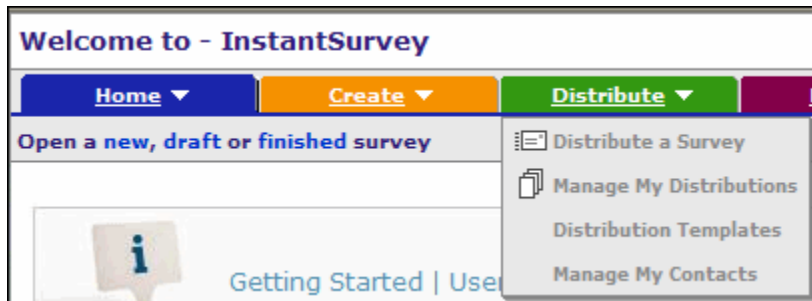 Welcome to - InstantSurvey
Home Create Distribute
Open a new, draft or finished survey
Distribute a Survey
Manage My Distributions
Distribution Templates
Manage My Contacts
i
Getting Started |